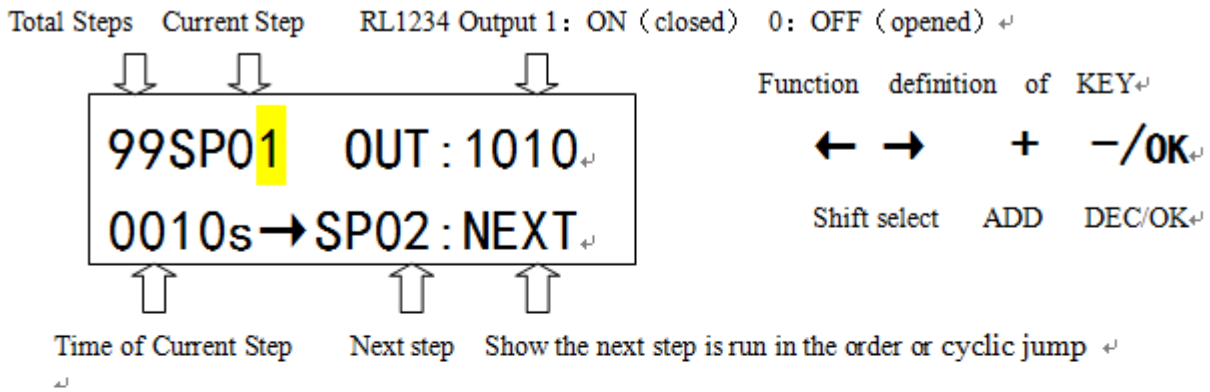 Total Steps Current Step RL1234 Output 1：ON（closed） 0：OFF（opened）
Function definition of KEY
99SP01 OUT:1010
← → + −/OK
0010s→SP02:NEXT
Shift select ADD DEC/OK
Time of Current Step Next step Show the next step is run in the order or cyclic jump